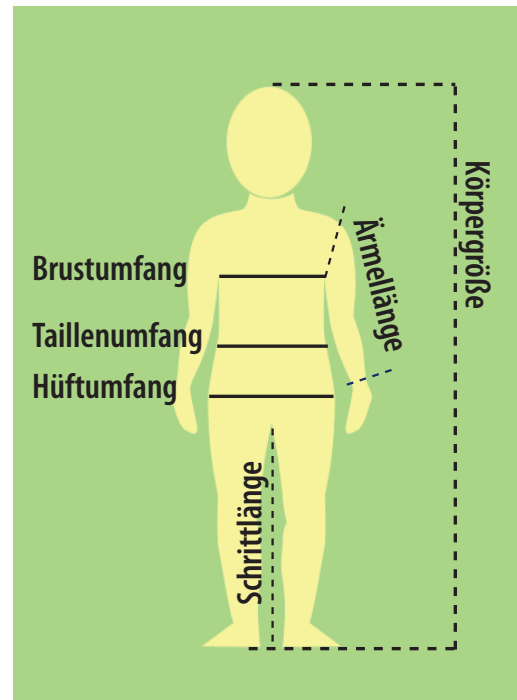 Körpergröße
Ärmellänge
Brustumfang
Taillenumfang
Hüftumfang
Schrittlänge